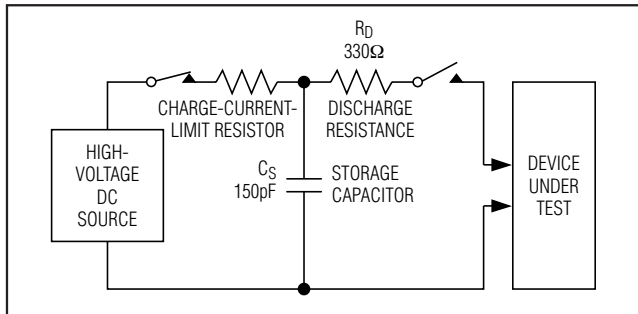 R_D
330Ω
CHARGE-CURRENT-
LIMIT RESISTOR
DISCHARGE
RESISTANCE
HIGH-
VOLTAGE
DC
SOURCE
C_S
150pF
STORAGE
CAPACITOR
DEVICE
UNDER
TEST